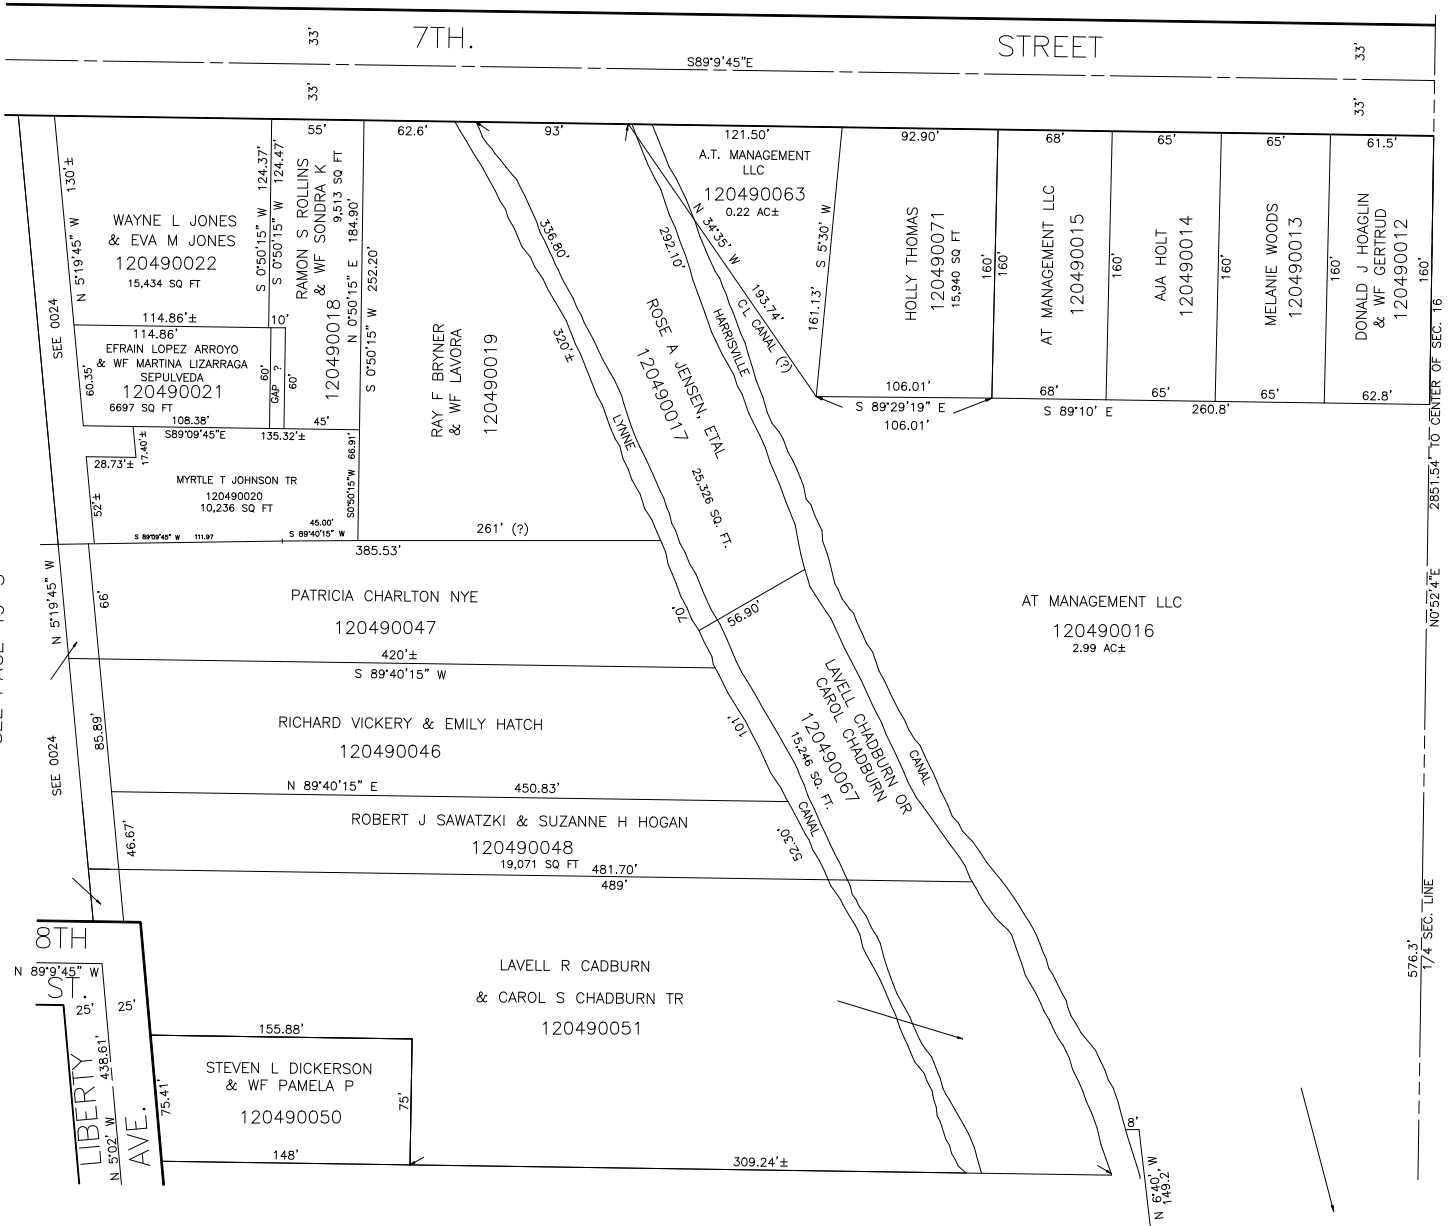 33'
7TH.
STREET
33'
S89°9'45"E
33'
33'
55'
62.6'
93'
121.50'
92.90'
68'
65'
65'
61.5'
130'±
N 5°19'45" W
WAYNE L JONES
& EVA M JONES
120490022
15,434 SQ FT
114.86'±
S 0°50'15" W 124.37'
S 0°50'15" W 124.47'
10'
RAMON S ROLLINS
& WF SONDRA K
9,513 SQ FT
120490018
N 0°50'15" E 184.90'
S 0°50'15" W 252.20'
SEE 0024
114.86'
EFRAIN LOPEZ ARROYO
& WF MARTINA LIZARRAGA
SEPULVEDA
120490021
6697 SQ FT
60.35'
108.38'
60'
GAP ?
60'
45'
S89°09'45"E
135.32'±
17.40'±
28.73'±
52'±
MYRTLE T JOHNSON TR
120490020
10,236 SQ FT
S0°50'15"W 66.91'
S 89°09'45" W 111.97
45.00'
S 89°40'15" W
RAY F BRYNER
& WF LAVORA
120490019
261' (?)
336.80'
320'±
LYNNE
292.10'
ROSE A JENSEN, ETAL
120490017
25,326 SQ. FT.
HARRISVILLE
C.L CANAL (?)
N 34°35' W
193.74'
A.T. MANAGEMENT
LLC
120490063
0.22 AC±
S 5°30' W
161.13'
HOLLY THOMAS
120490071
15,940 SQ FT
160'
106.01'
S 89°29'19" E
106.01'
160'
AT MANAGEMENT LLC
120490015
68'
160'
AJA HOLT
120490014
65'
160'
MELANIE WOODS
120490013
65'
160'
DONALD J HOAGLIN
& WF GERTRUD
120490012
160'
62.8'
S 89°10' E
260.8'
2851.54' TO CENTER OF SEC. 16
N0°52'4"E
385.53'
N 5°19'45" W
66'
PATRICIA CHARLTON NYE
120490047
420'±
S 89°40'15" W
70'
56.90'
AT MANAGEMENT LLC
120490016
2.99 AC±
SEE 0024
85.89'
RICHARD VICKERY & EMILY HATCH
120490046
101'
N 89°40'15" E
450.83'
LAVELL CHADBURN OR
CAROL CHADBURN
120490067
15,246 SQ. FT.
CANAL
46.67'
ROBERT J SAWATZKI & SUZANNE H HOGAN
120490048
19,071 SQ FT
481.70'
489'
CANAL
52.30'
8TH
N 89°9'45" W
ST.
25'
25'
438.61'
LIBERTY
AVE.
N 5°02' W
LAVELL R CADBURN
& CAROL S CHADBURN TR
120490051
155.88'
STEVEN L DICKERSON
& WF PAMELA P
120490050
75.41'
75'
148'
309.24'±
8'
N 6°40' W
149.2'
576.3'
1/4 SEC. LINE